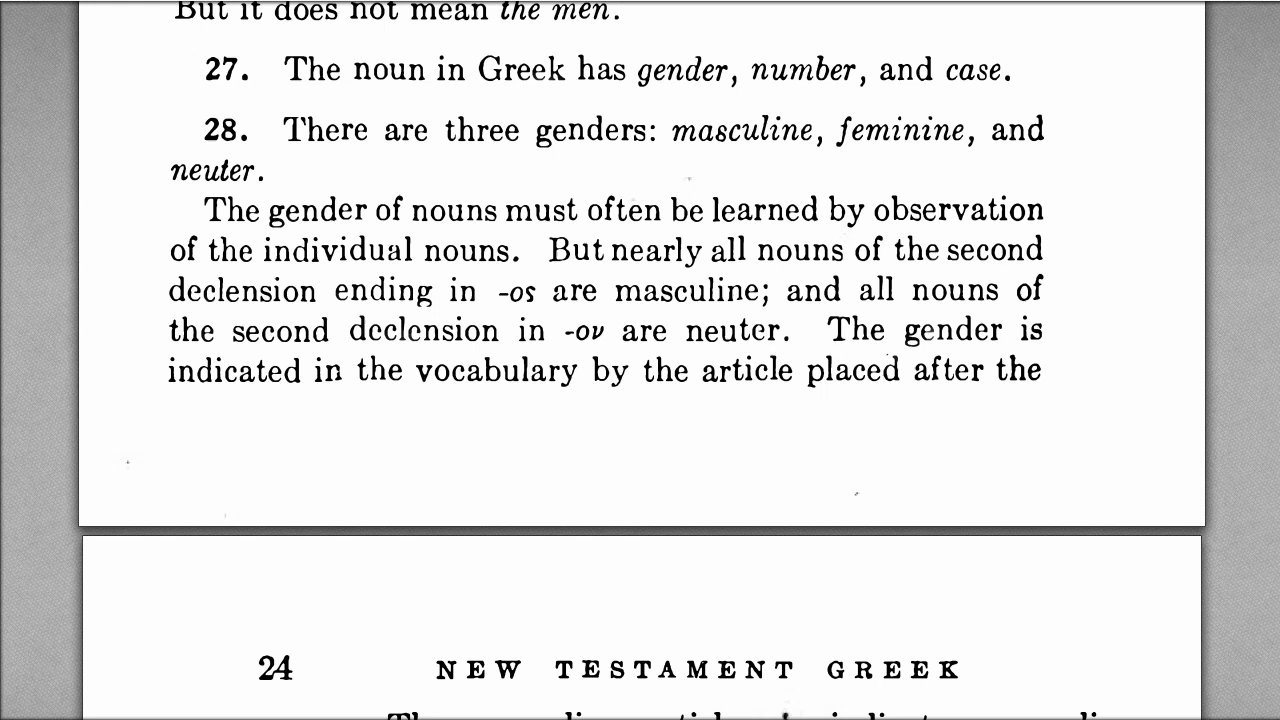 But it does not mean the men.
27. The noun in Greek has gender, number, and case.
28. There are three genders: masculine, feminine, and
neuter.
The gender of nouns must often be learned by observation
of the individual nouns. But nearly all nouns of the second
declension ending in -ος are masculine; and all nouns of
the second declension in -ον are neuter. The gender is
indicated in the vocabulary by the article placed after the
24 NEW TESTAMENT GREEK